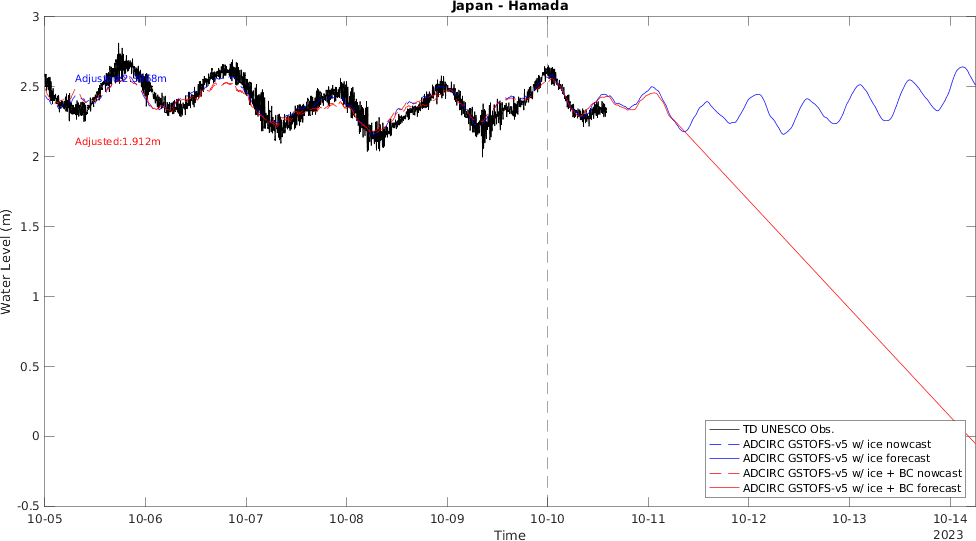 Japan - Hamada
3
2.5
2
1.5
1
0.5
0
-0.5
Water Level (m)
Adjusted:1.912m
10-05
10-06
10-07
10-08
10-09
10-10
10-11
10-12
10-13
10-14
Time
2023
TD UNESCO Obs.
ADCIRC GSTOFS-v5 w/ ice nowcast
ADCIRC GSTOFS-v5 w/ ice forecast
ADCIRC GSTOFS-v5 w/ ice + BC nowcast
ADCIRC GSTOFS-v5 w/ ice + BC forecast